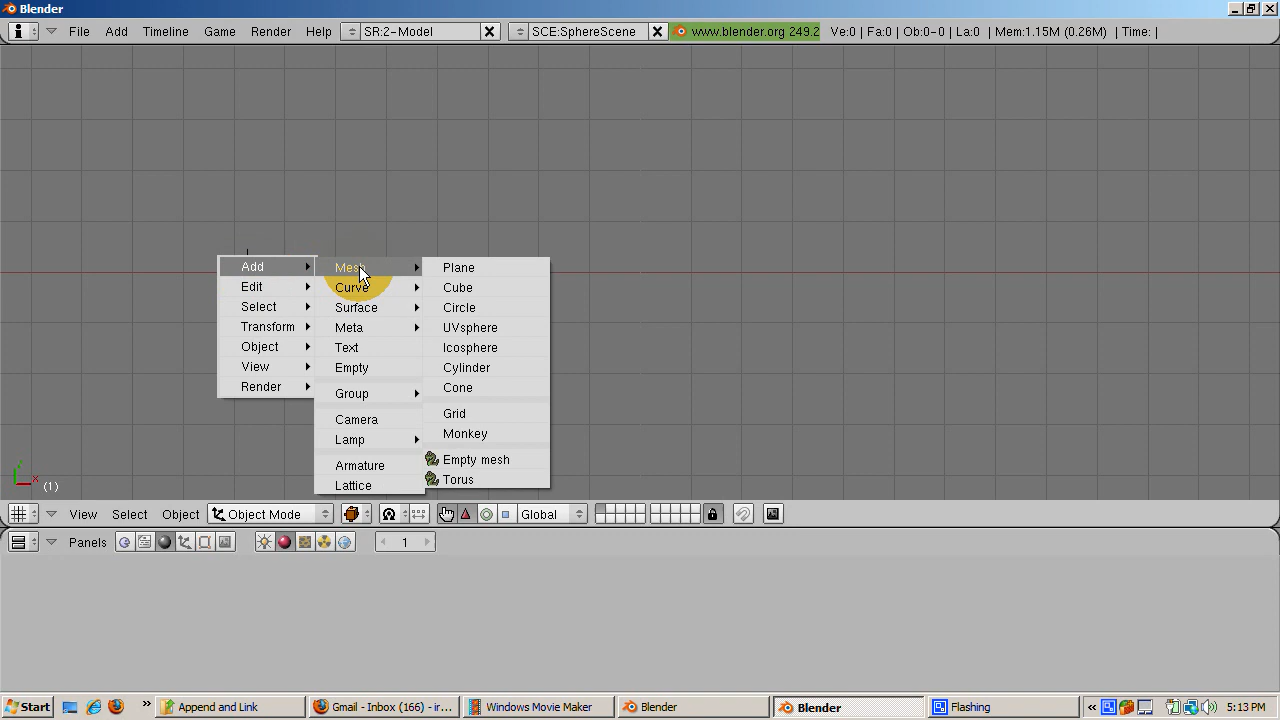 Blender
File Add Timeline Game Render Help SR:2-Model SCE:SphereScene www.blender.org 249.2 Ve:0 | Fa:0 | Ob:0-0 | La:0 | Mem:1.15M (0.26M) | Time: |
Add
Edit
Select
Transform
Object
View
Render
Mesh
Curve
Surface
Meta
Text
Empty
Group
Camera
Lamp
Armature
Lattice
Plane
Cube
Circle
UVsphere
Icosphere
Cylinder
Cone
Grid
Monkey
Empty mesh
Torus
x
(1)
View Select Object Object Mode Global
Panels 1
Start » Append and Link Gmail - Inbox (166) - ir... Windows Movie Maker Blender Blender Flashing « 5:13 PM